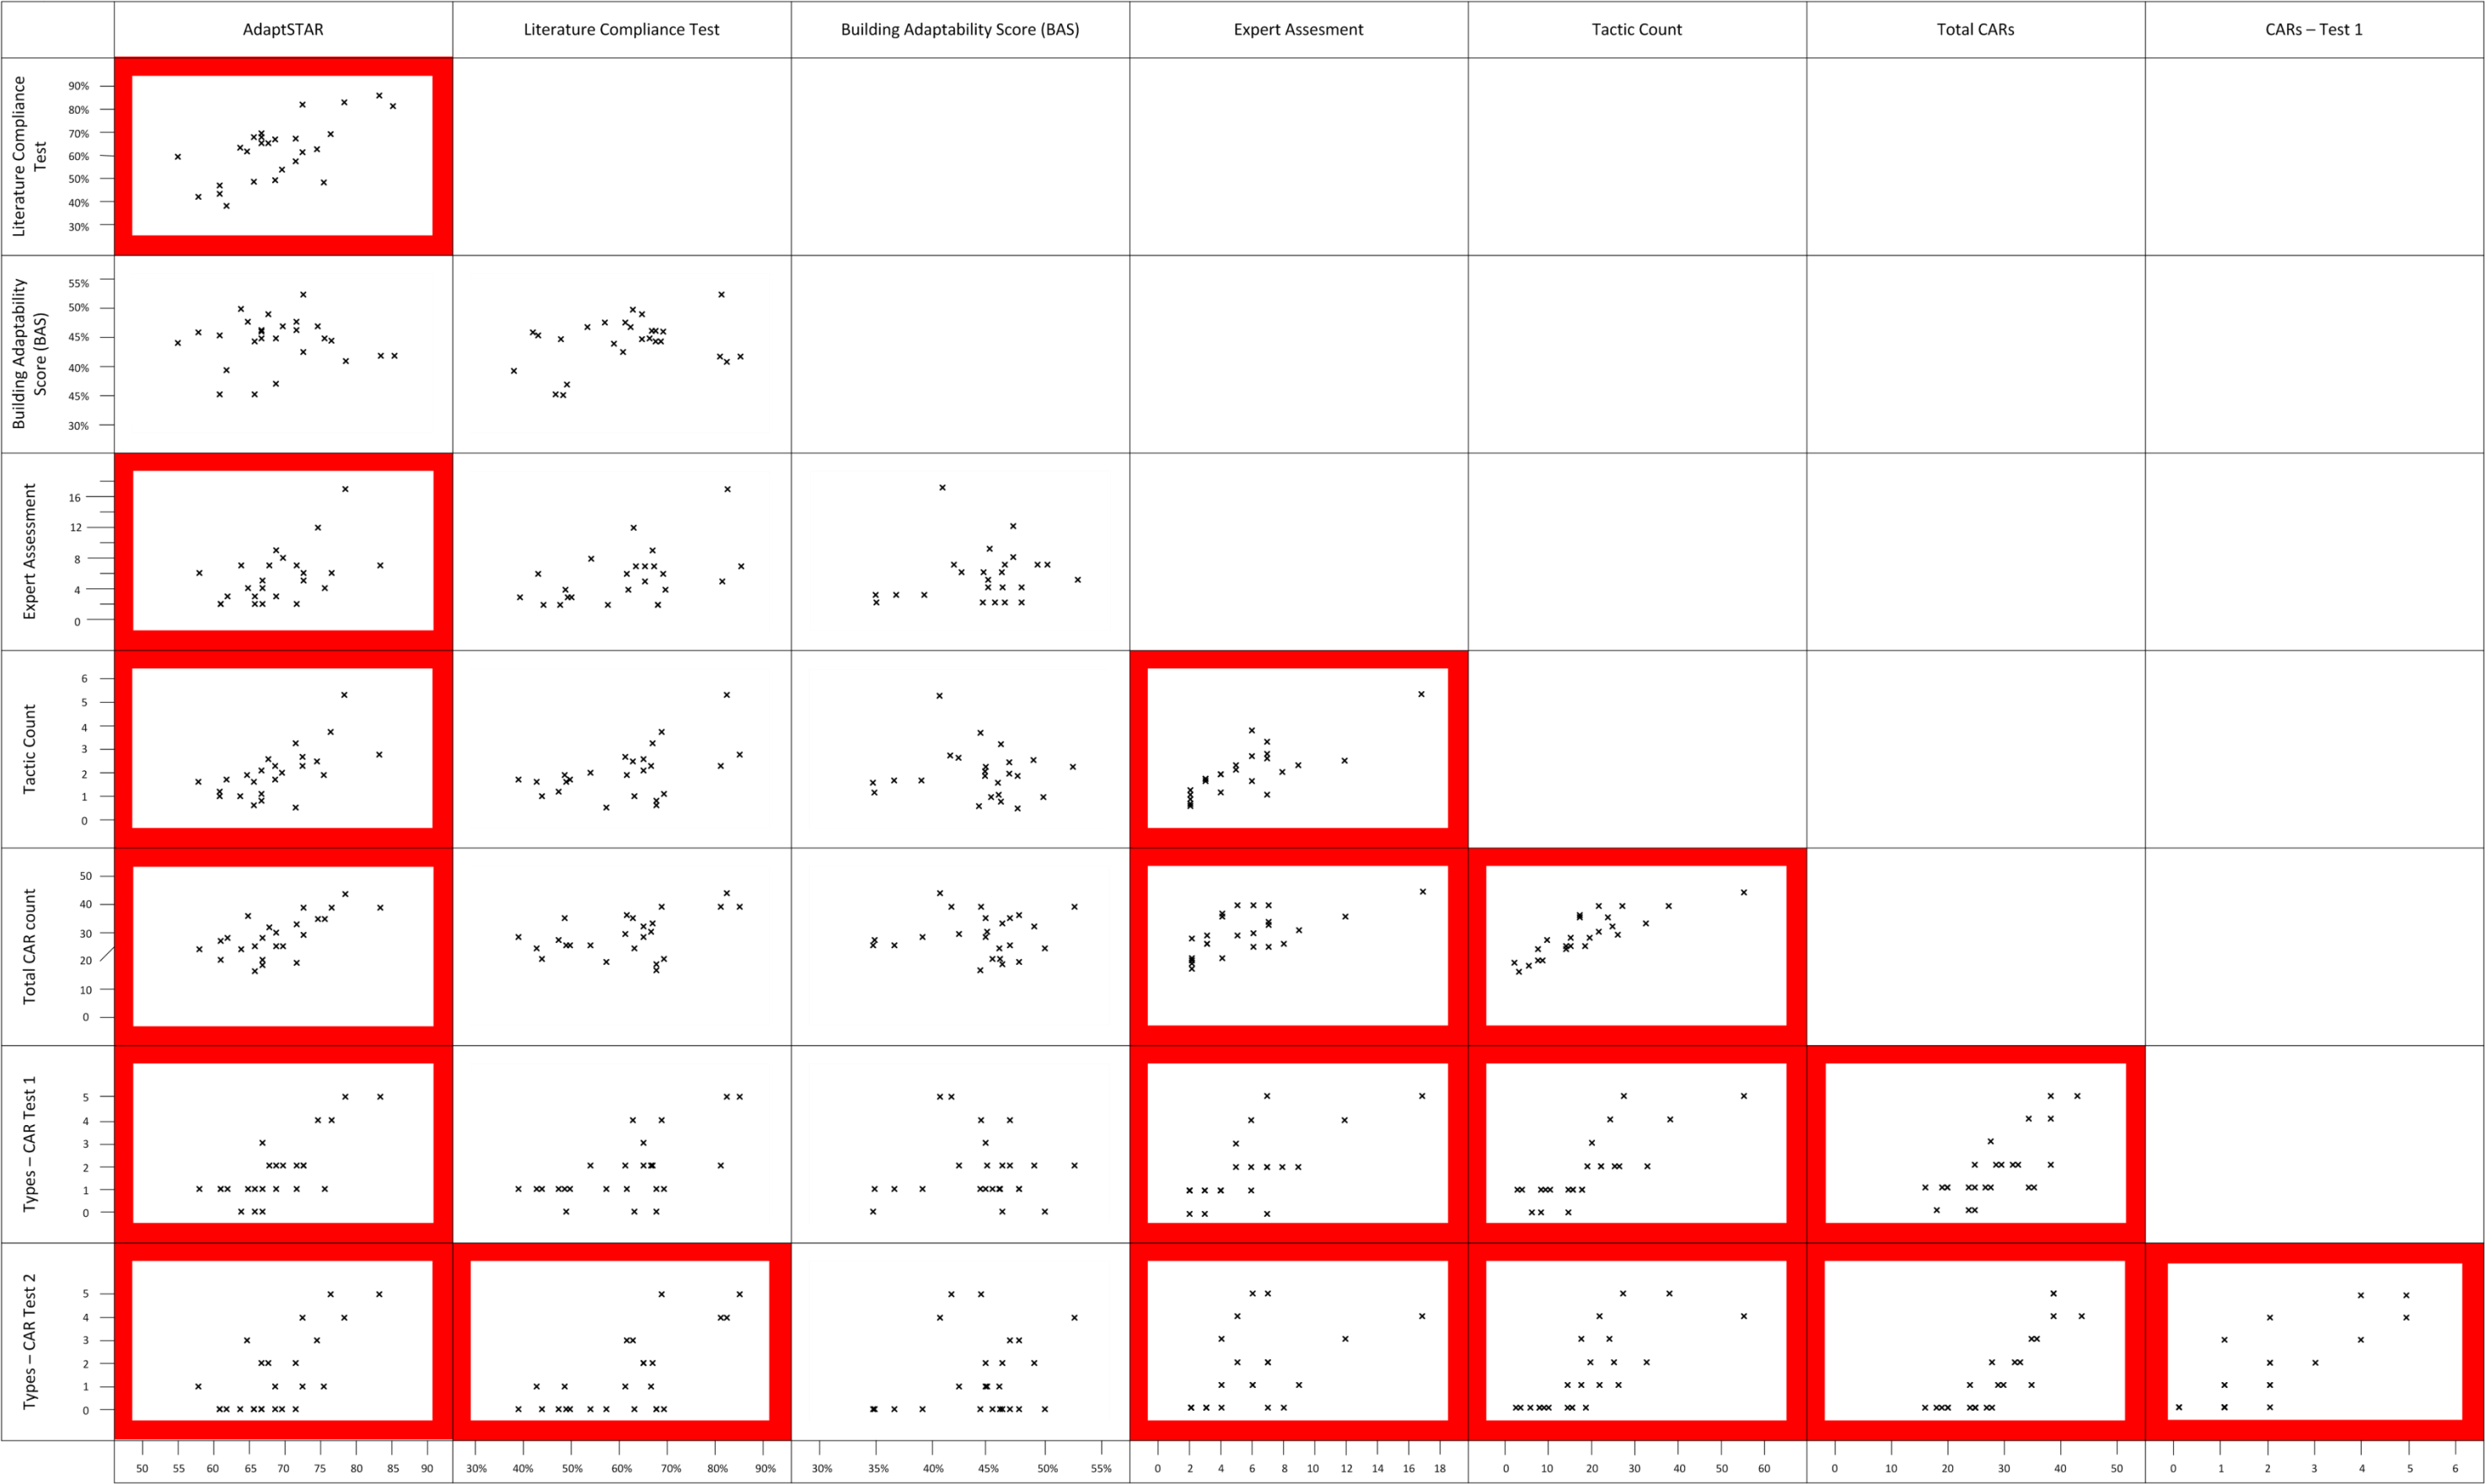 AdaptSTAR
Literature Compliance Test
Building Adaptability Score (BAS)
Expert Assesment
Tactic Count
Total CARs
CARs – Test 1
Literature Compliance
Test
90%
80%
70%
60%
50%
40%
30%
Building Adaptability
Score (BAS)
55%
50%
45%
40%
45%
30%
Expert Assessment
16
12
8
4
0
Tactic Count
6
5
4
3
2
1
0
Total CAR count
50
40
30
20
10
0
Types – CAR Test 1
5
4
3
2
1
0
Types – CAR Test 2
5
4
3
2
1
0
50 55 60 65 70 75 80 85 90
30% 40% 50% 60% 70% 80% 90%
30% 35% 40% 45% 50% 55%
0 2 4 6 8 10 12 14 16 18
0 10 20 30 40 50 60
0 10 20 30 40 50
0 1 2 3 4 5 6